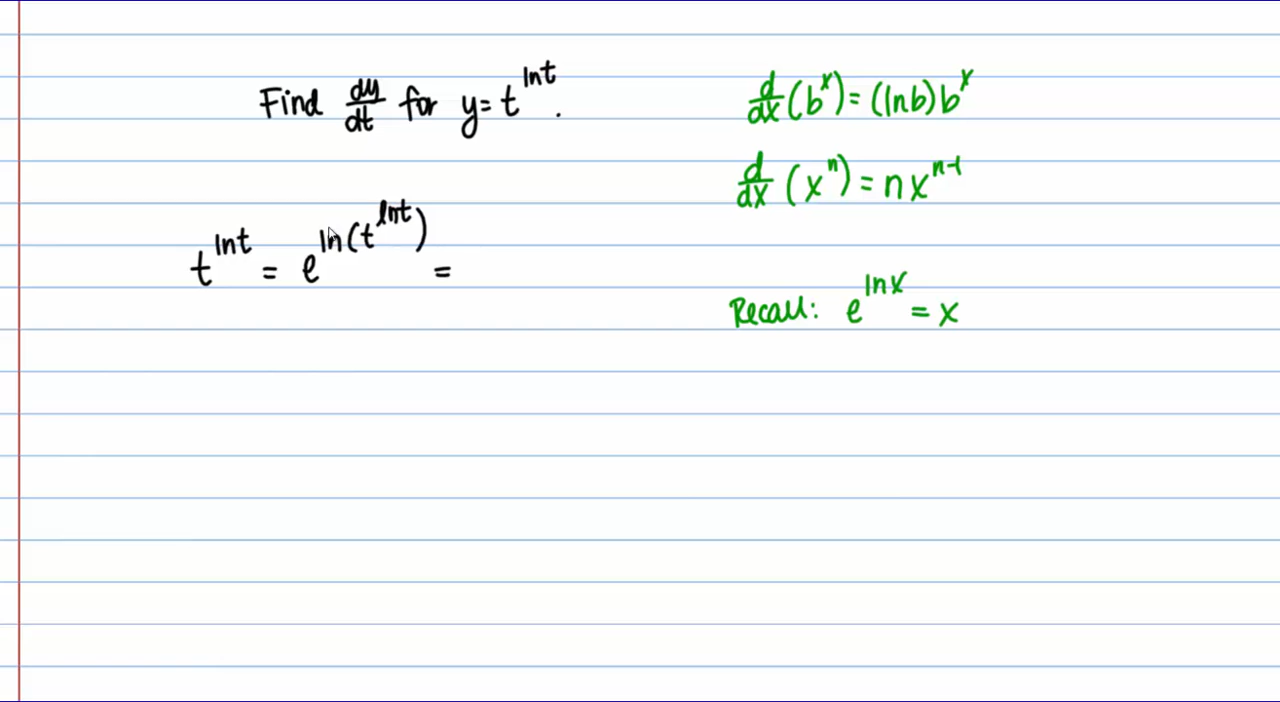 Find dy/dt for y = t^{ln t}.
d/dx (b^x) = (ln b) b^x
d/dx (x^n) = n x^{n-1}
t^{ln t} = e^{ln(t^{ln t})} =
Recall: e^{ln x} = x